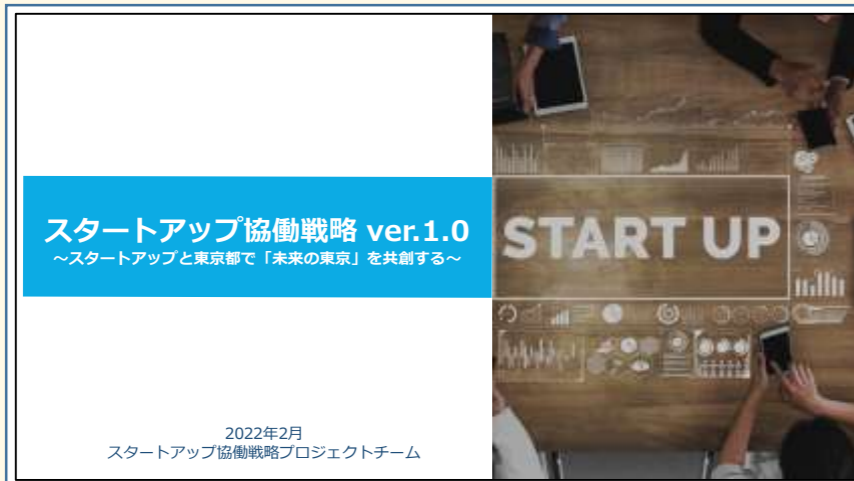 スタートアップ協働戦略 ver.1.0
～スタートアップと東京都で「未来の東京」を共創する～
START UP
2022年2月
スタートアップ協働戦略プロジェクトチーム